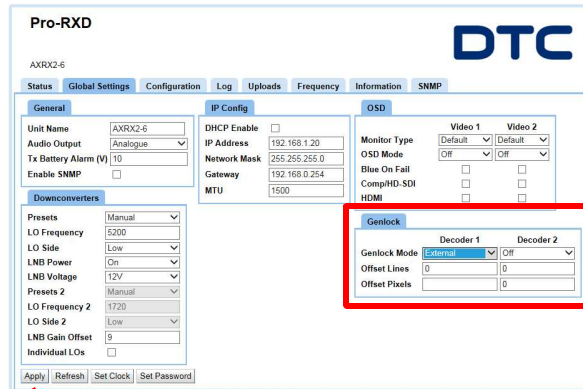 Pro-RXD
DTC
AXRX2-6
Status Global Settings Configuration Log Uploads Frequency Information SNMP
General
Unit Name AXRX2-6
Audio Output Analogue
Tx Battery Alarm (V) 10
Enable SNMP
Downconverters
Presets Manual
LO Frequency 5200
LO Side Low
LNB Power On
LNB Voltage 12V
Presets 2 Manual
LO Frequency 2 1720
LO Side 2 Low
LNB Gain Offset 9
Individual LOs
IP Config
DHCP Enable
IP Address 192.168.1.20
Network Mask 255.255.255.0
Gateway 192.168.0.254
MTU 1500
OSD
Video 1 Video 2
Monitor Type Default Default
OSD Mode Off Off
Blue On Fail
Comp/HD-SDI
HDMI
Genlock
Decoder 1 Decoder 2
Genlock Mode External Off
Offset Lines 0 0
Offset Pixels 0
Apply Refresh Set Clock Set Password